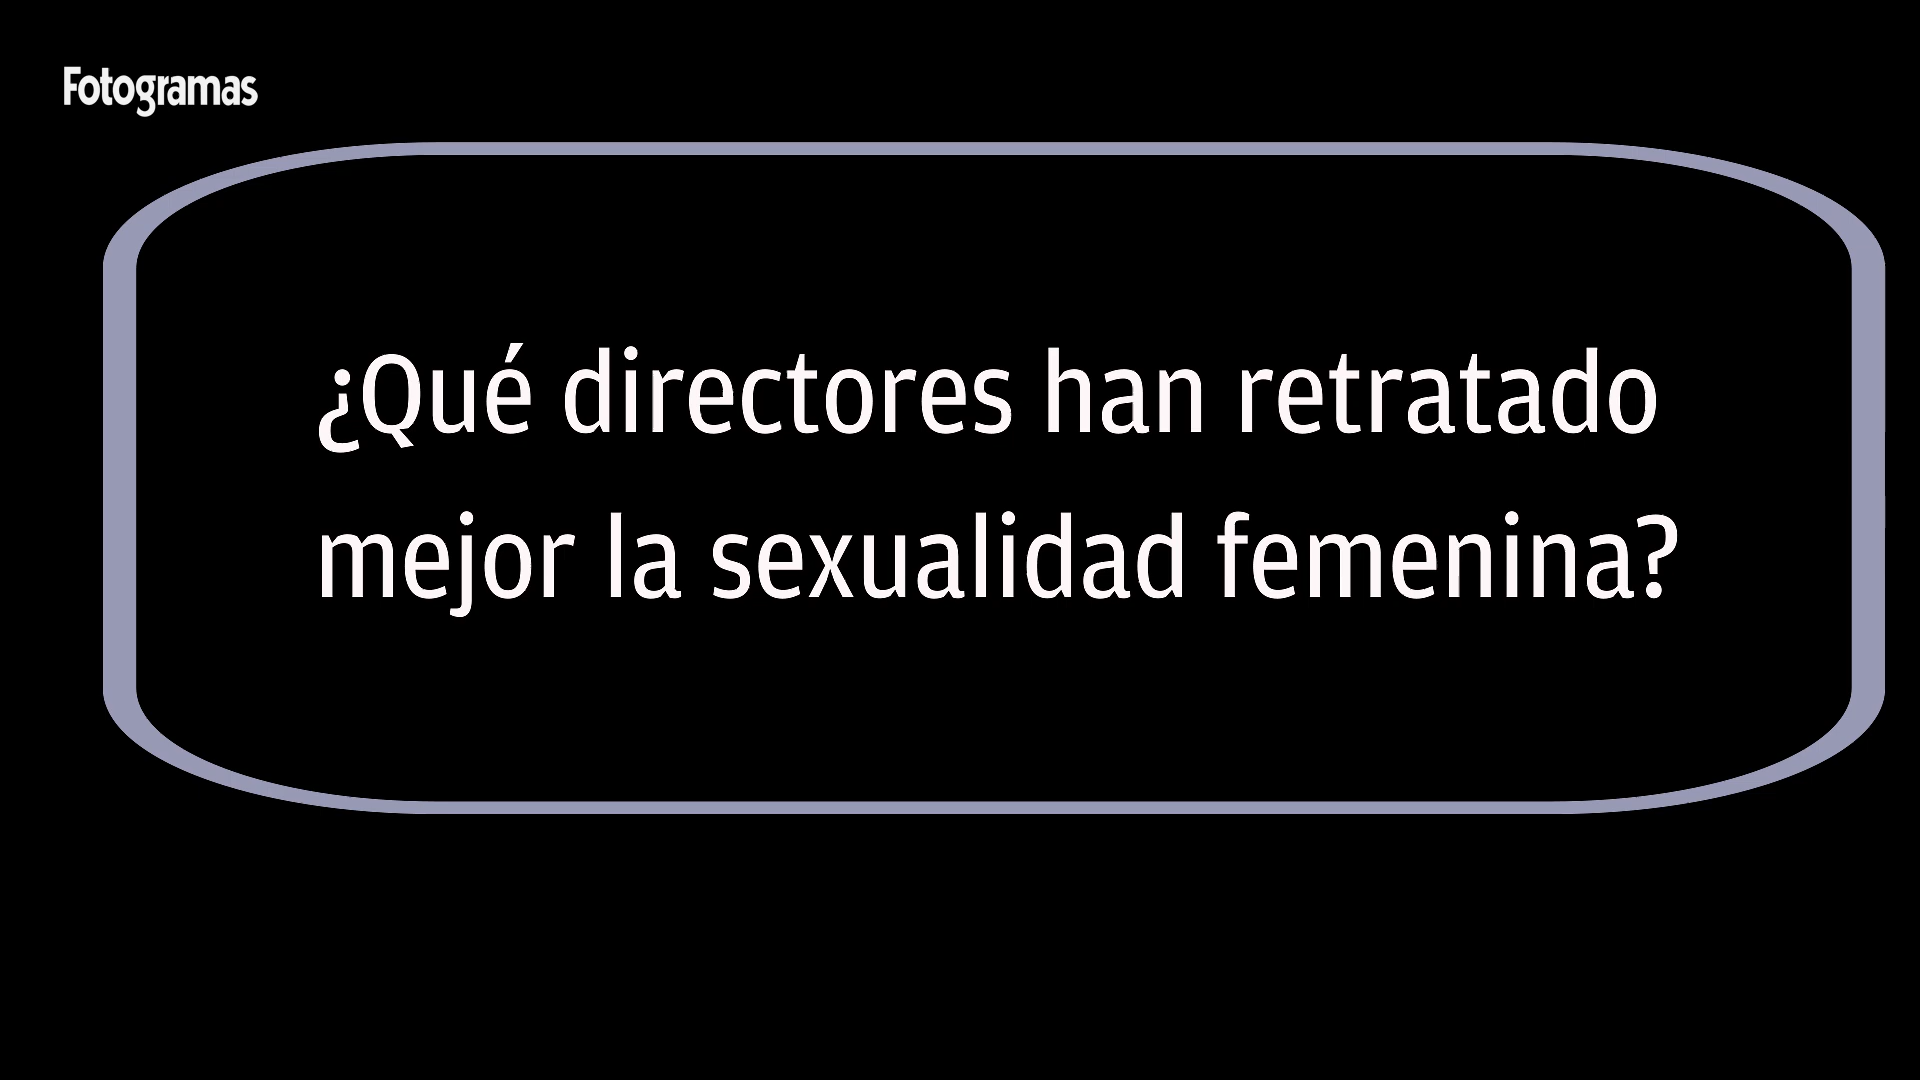 Fotogramas
¿Qué directores han retratado
mejor la sexualidad femenina?